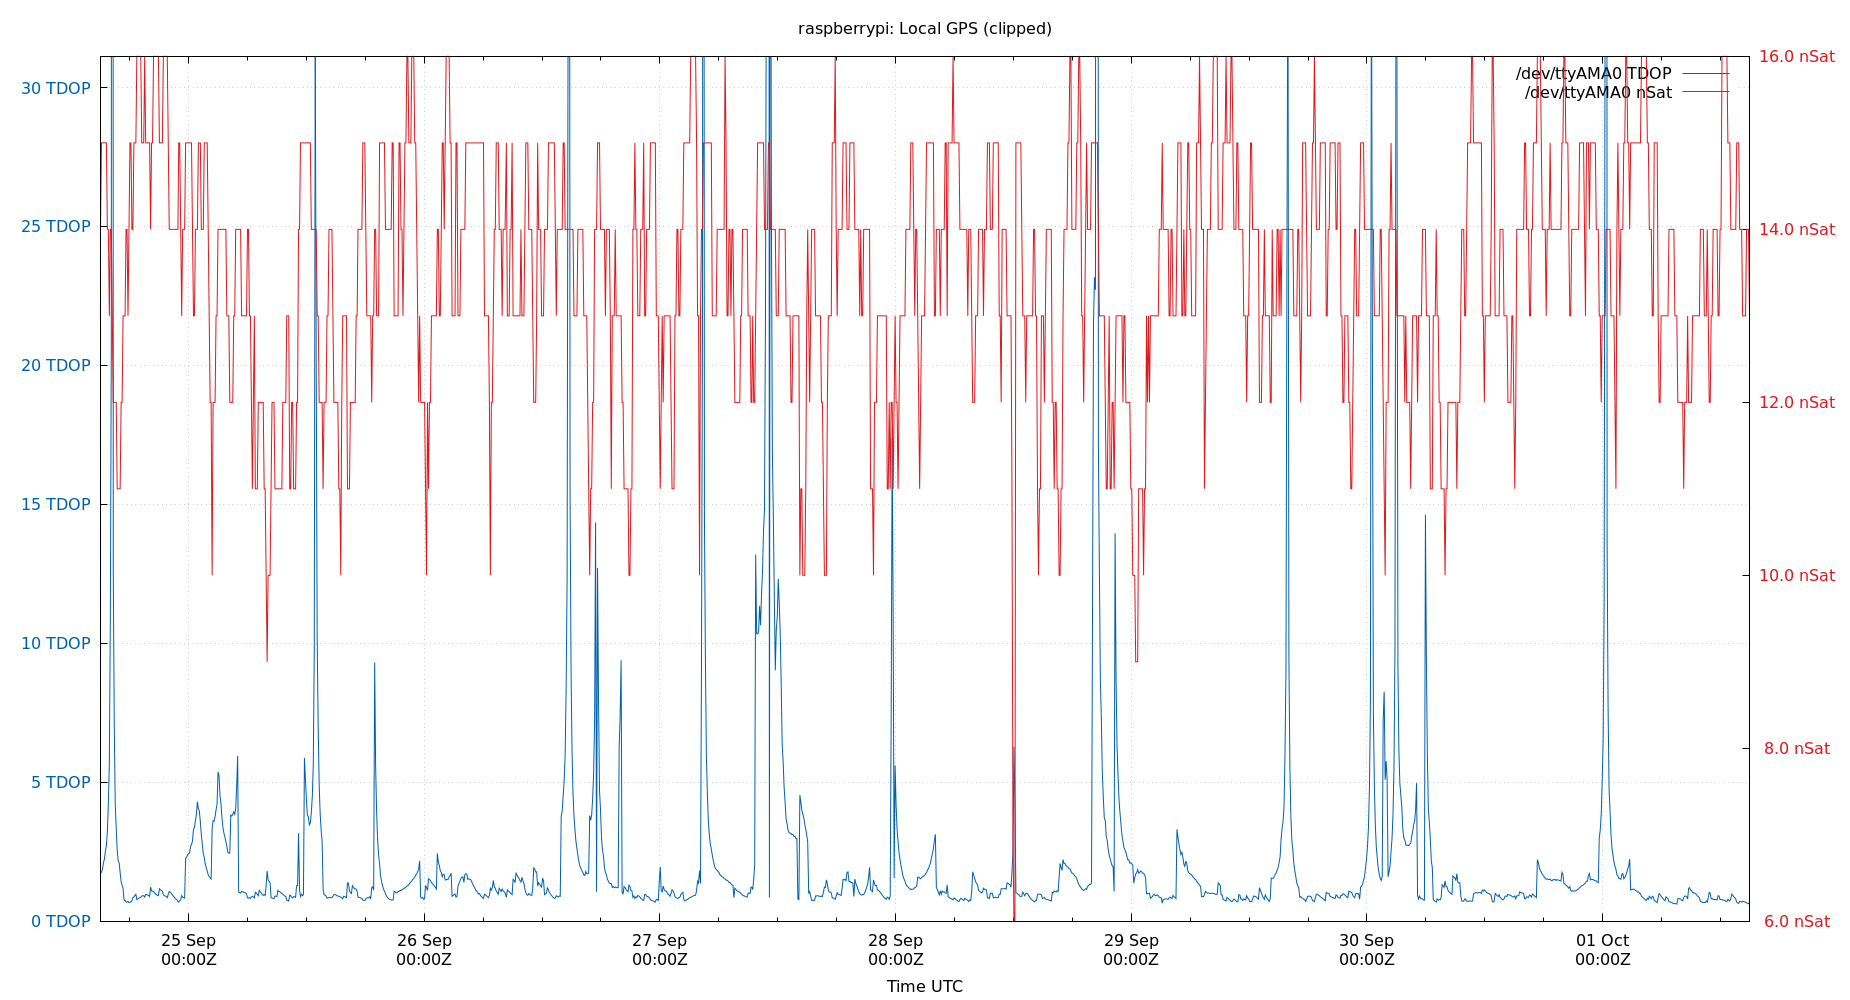 raspberrypi: Local GPS (clipped)
30 TDOP
25 TDOP
20 TDOP
15 TDOP
10 TDOP
5 TDOP
0 TDOP
16.0 nSat
14.0 nSat
12.0 nSat
10.0 nSat
8.0 nSat
6.0 nSat
/dev/ttyAMA0 TDOP
/dev/ttyAMA0 nSat
25 Sep
00:00Z
26 Sep
00:00Z
27 Sep
00:00Z
28 Sep
00:00Z
29 Sep
00:00Z
30 Sep
00:00Z
01 Oct
00:00Z
Time UTC